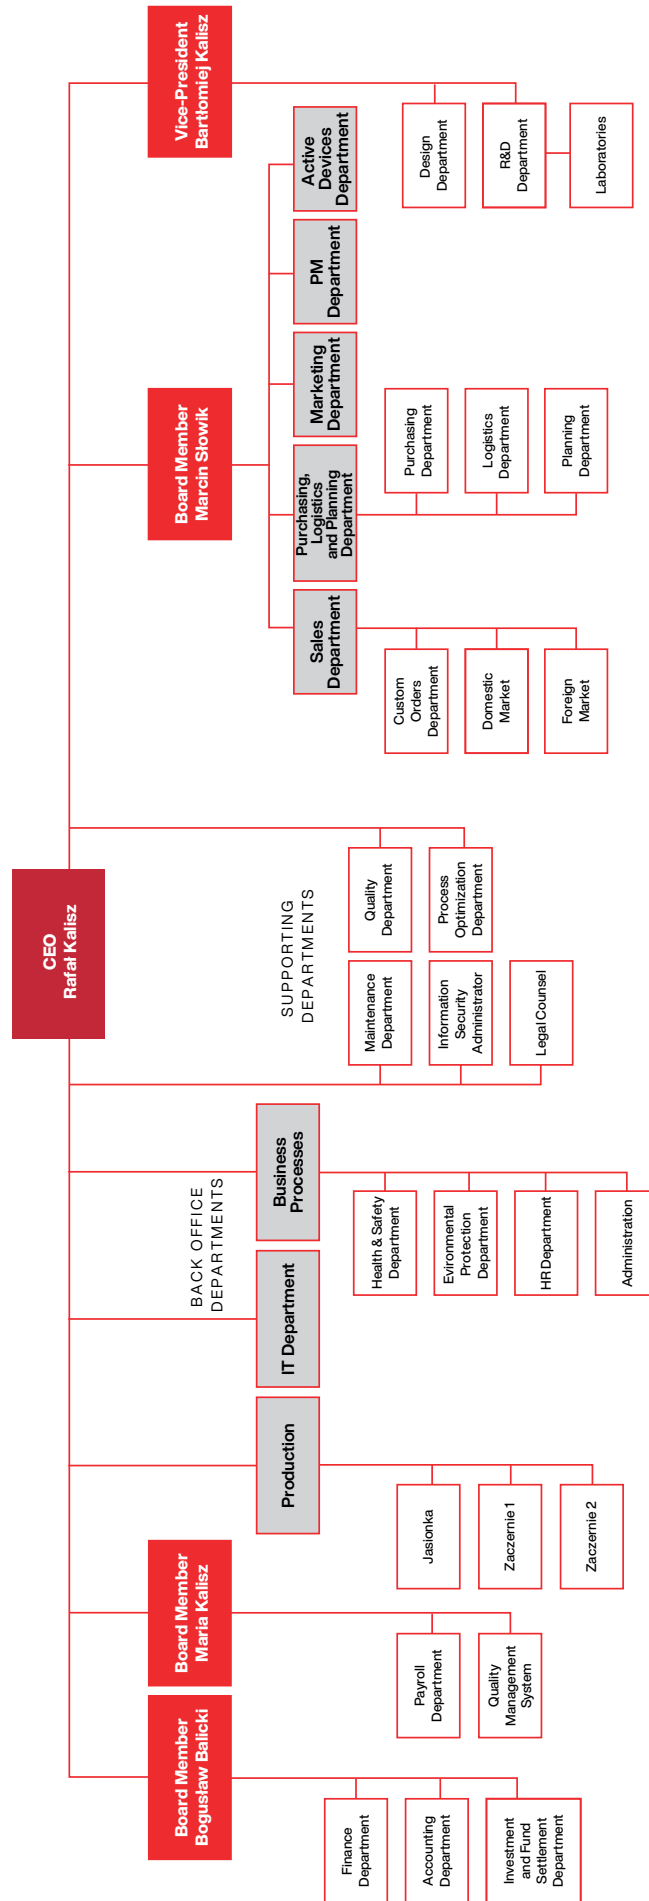 CEO
Rafał Kalisz
Board Member
Bogusław Balicki
Finance
Department
Accounting
Department
Investment
and Fund
Settlement
Department
Board Member
Maria Kalisz
Payroll
Department
Quality
Management
System
BACK OFFICE
DEPARTMENTS
Production
Jasionka
Zaczernie 1
Zaczernie 2
IT Department
Business
Processes
Health & Safety
Department
Evironmental
Protection
Department
HR Department
Administration
SUPPORTING
DEPARTMENTS
Maintenance
Department
Information
Security
Administrator
Legal Counsel
Quality
Department
Process
Optimization
Department
Board Member
Marcin Słowik
Sales
Department
Custom
Orders
Department
Domestic
Market
Foreign
Market
Purchasing,
Logistics
and Planning
Department
Purchasing
Department
Logistics
Department
Planning
Department
Marketing
Department
PM
Department
Active
Devices
Department
Vice-President
Bartłomiej Kalisz
Design
Department
R&D
Department
Laboratories